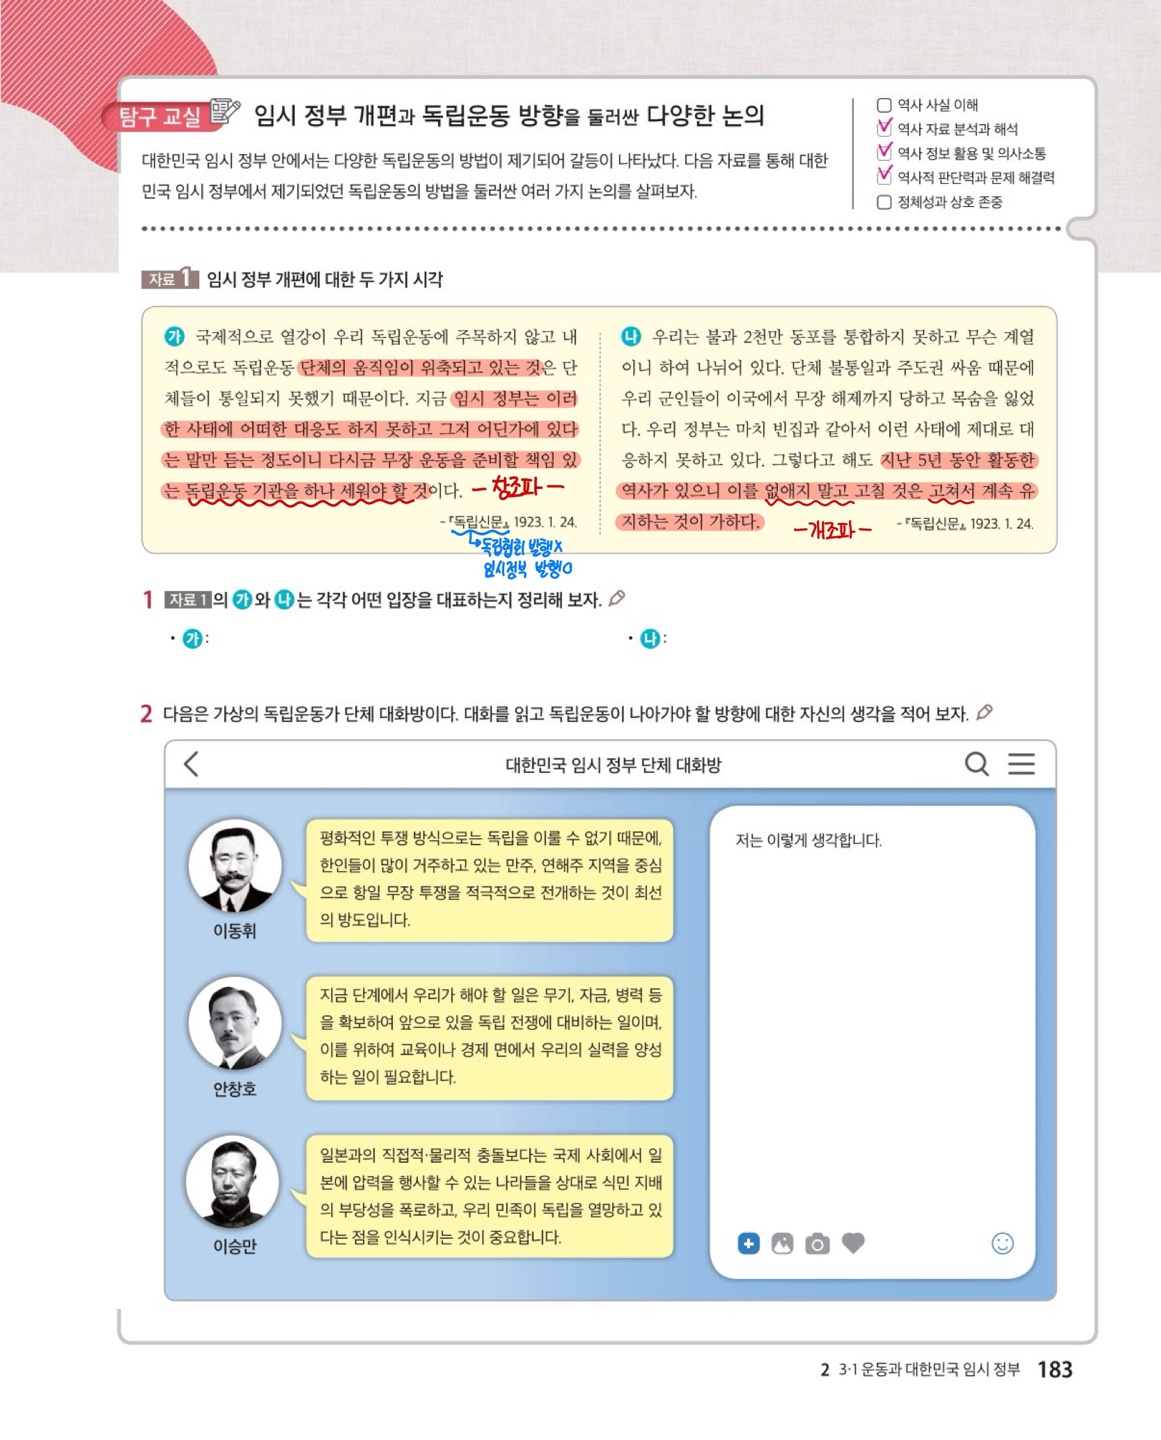 탐구 교실
임시 정부 개편과 독립운동 방향을 둘러싼 다양한 논의
대한민국 임시 정부 안에서는 다양한 독립운동의 방법이 제기되어 갈등이 나타났다. 다음 자료를 통해 대한
민국 임시 정부에서 제기되었던 독립운동의 방법을 둘러싼 여러 가지 논의를 살펴보자.
역사 사실 이해
역사 자료 분석과 해석
역사 정보 활용 및 의사소통
역사적 판단력과 문제 해결력
정체성과 상호 존중
자료 1 임시 정부 개편에 대한 두 가지 시각
가 국제적으로 열강이 우리 독립운동에 주목하지 않고 내
적으로도 독립운동 단체의 움직임이 위축되고 있는 것은 단
체들이 통일되지 못했기 때문이다. 지금 임시 정부는 이러
한 사태에 어떠한 대응도 하지 못하고 그저 어딘가에 있다
는 말만 듣는 정도이니 다시금 무장 운동을 준비할 책임 있
는 독립운동 기관을 하나 세워야 할 것이다. - 창조파 -
- 『독립신문』, 1923. 1. 24.
독립협회 발행X
임시정부 발행O
나 우리는 불과 2천만 동포를 통합하지 못하고 무슨 계열
이니 하여 나뉘어 있다. 단체 불통일과 주도권 싸움 때문에
우리 군인들이 이국에서 무장 해제까지 당하고 목숨을 잃었
다. 우리 정부는 마치 빈집과 같아서 이런 사태에 제대로 대
응하지 못하고 있다. 그렇다고 해도 지난 5년 동안 활동한
역사가 있으니 이를 없애지 말고 고칠 것은 고쳐서 계속 유
지하는 것이 가하다. - 개조파 - - 『독립신문』, 1923. 1. 24.
1 자료 1의 가와 나는 각각 어떤 입장을 대표하는지 정리해 보자.
• 가 :
• 나 :
2 다음은 가상의 독립운동가 단체 대화방이다. 대화를 읽고 독립운동이 나아가야 할 방향에 대한 자신의 생각을 적어 보자.
대한민국 임시 정부 단체 대화방
평화적인 투쟁 방식으로는 독립을 이룰 수 없기 때문에,
한인들이 많이 거주하고 있는 만주, 연해주 지역을 중심
으로 항일 무장 투쟁을 적극적으로 전개하는 것이 최선
의 방도입니다.
이동휘
지금 단계에서 우리가 해야 할 일은 무기, 자금, 병력 등
을 확보하여 앞으로 있을 독립 전쟁에 대비하는 일이며,
이를 위하여 교육이나 경제 면에서 우리의 실력을 양성
하는 일이 필요합니다.
안창호
일본과의 직접적·물리적 충돌보다는 국제 사회에서 일
본에 압력을 행사할 수 있는 나라들을 상대로 식민 지배
의 부당성을 폭로하고, 우리 민족이 독립을 열망하고 있
다는 점을 인식시키는 것이 중요합니다.
이승만
저는 이렇게 생각합니다.
2 3·1 운동과 대한민국 임시 정부 183